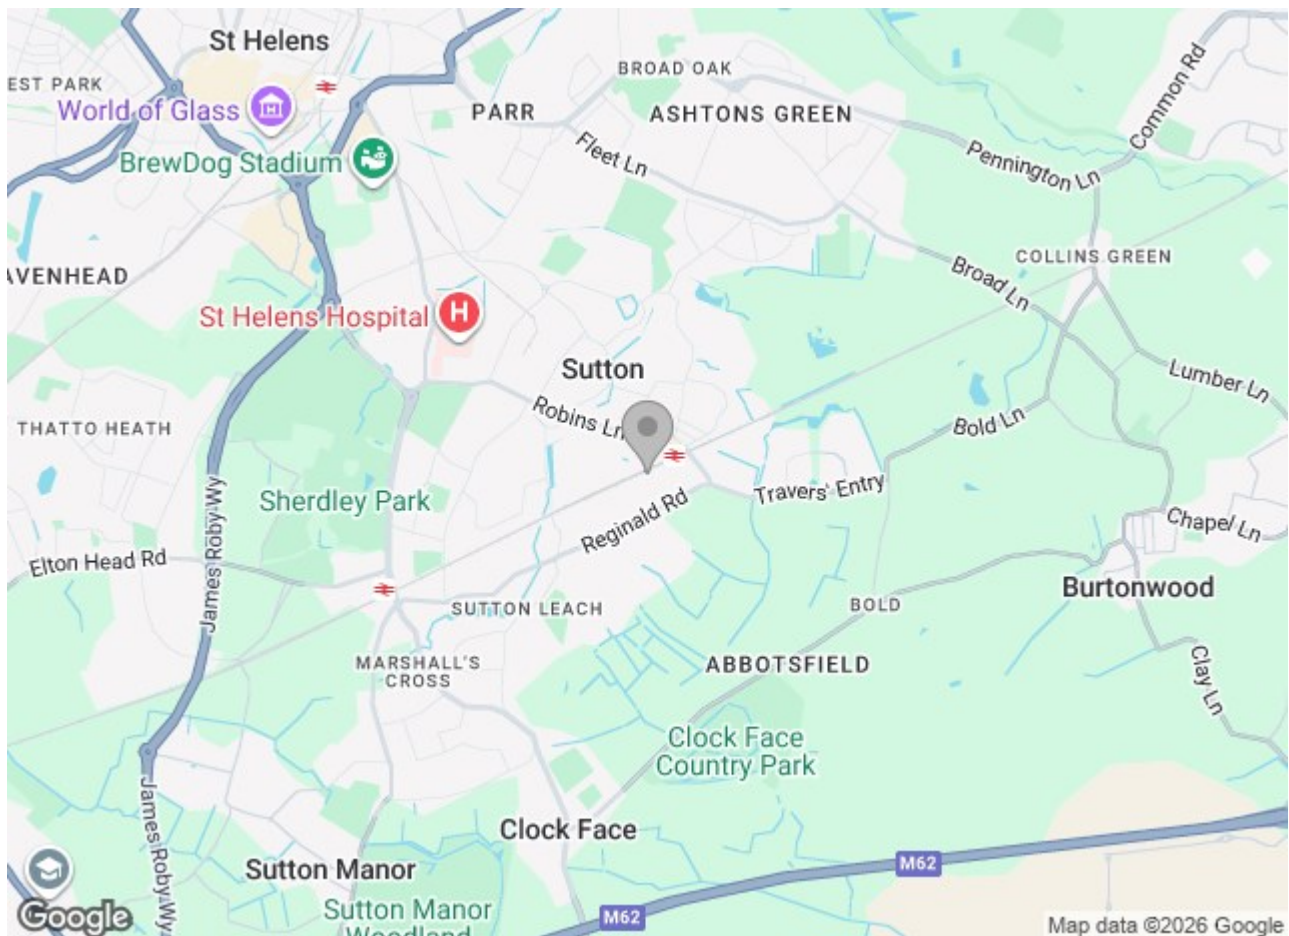 St Helens
EST PARK
BROAD OAK
World of Glass
PARR
ASHTONS GREEN
Common Rd
BrewDog Stadium
Fleet Ln
Pennington Ln
AVENHEAD
COLLINS GREEN
Broad Ln
St Helens Hospital
H
Sutton
Lumber Ln
Robins Ln
THATTO HEATH
Bold Ln
Sherdley Park
Travers' Entry
Reginald Rd
James Roby Wy
Chapel Ln
Elton Head Rd
Burtonwood
SUTTON LEACH
BOLD
MARSHALL'S
CROSS
ABBOTSFIELD
Clay Ln
Clock Face
Country Park
James Roby Wy
Clock Face
Sutton Manor
M62
Sutton Manor
Woodland
M62
Google
Map data ©2026 Google